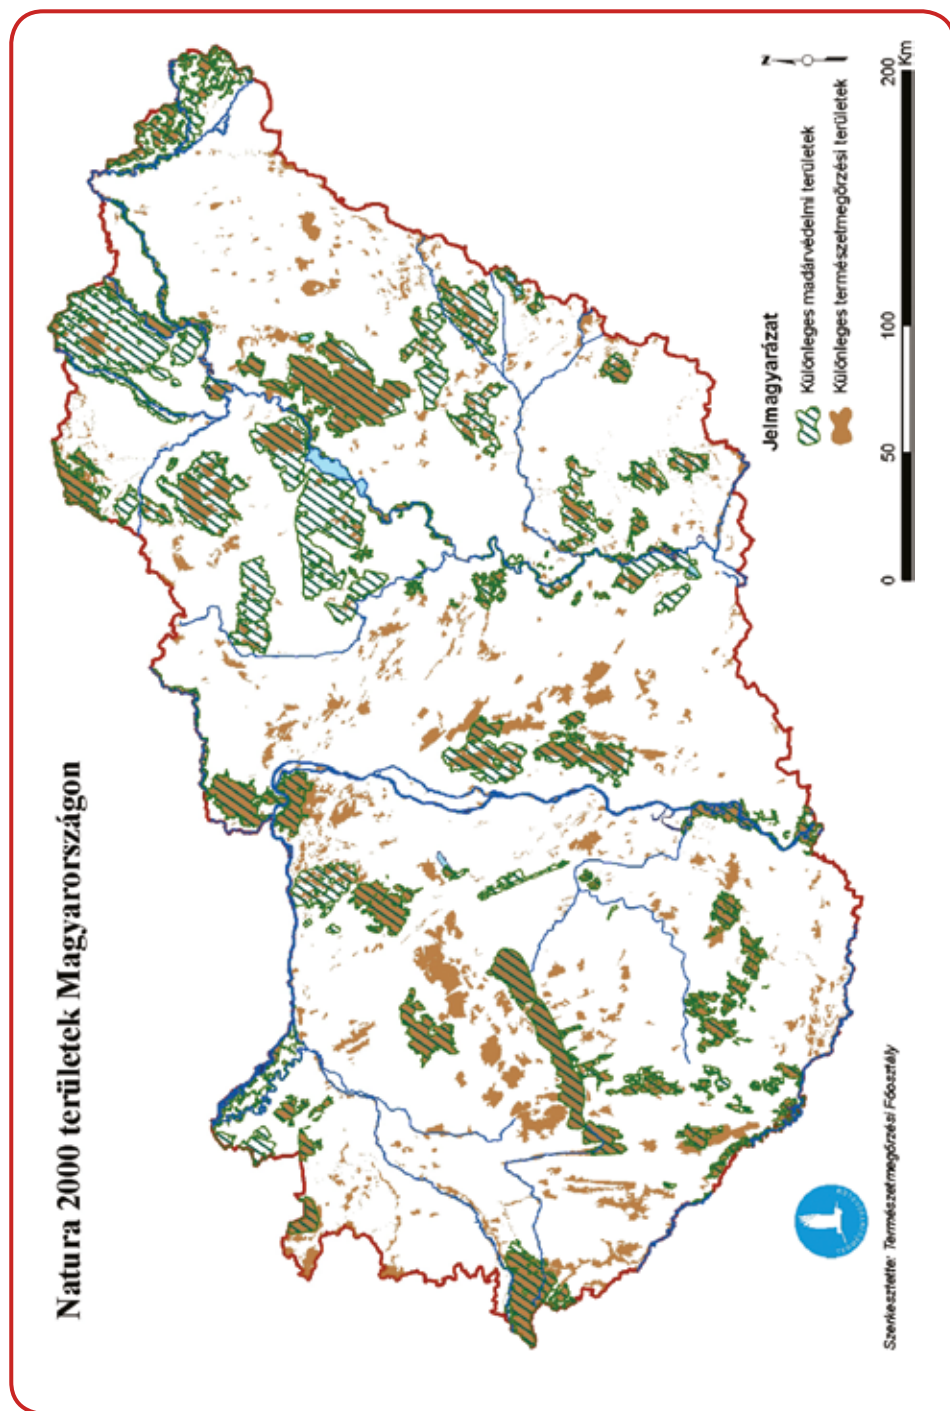 Natura 2000 területek Magyarországon
N
Jelmagyarázat
Különleges madárvédelmi területek
Különleges természetmegőrzési területek
0 50 100 200
Km
Szerkesztette: Természetmegőrzési Főosztály